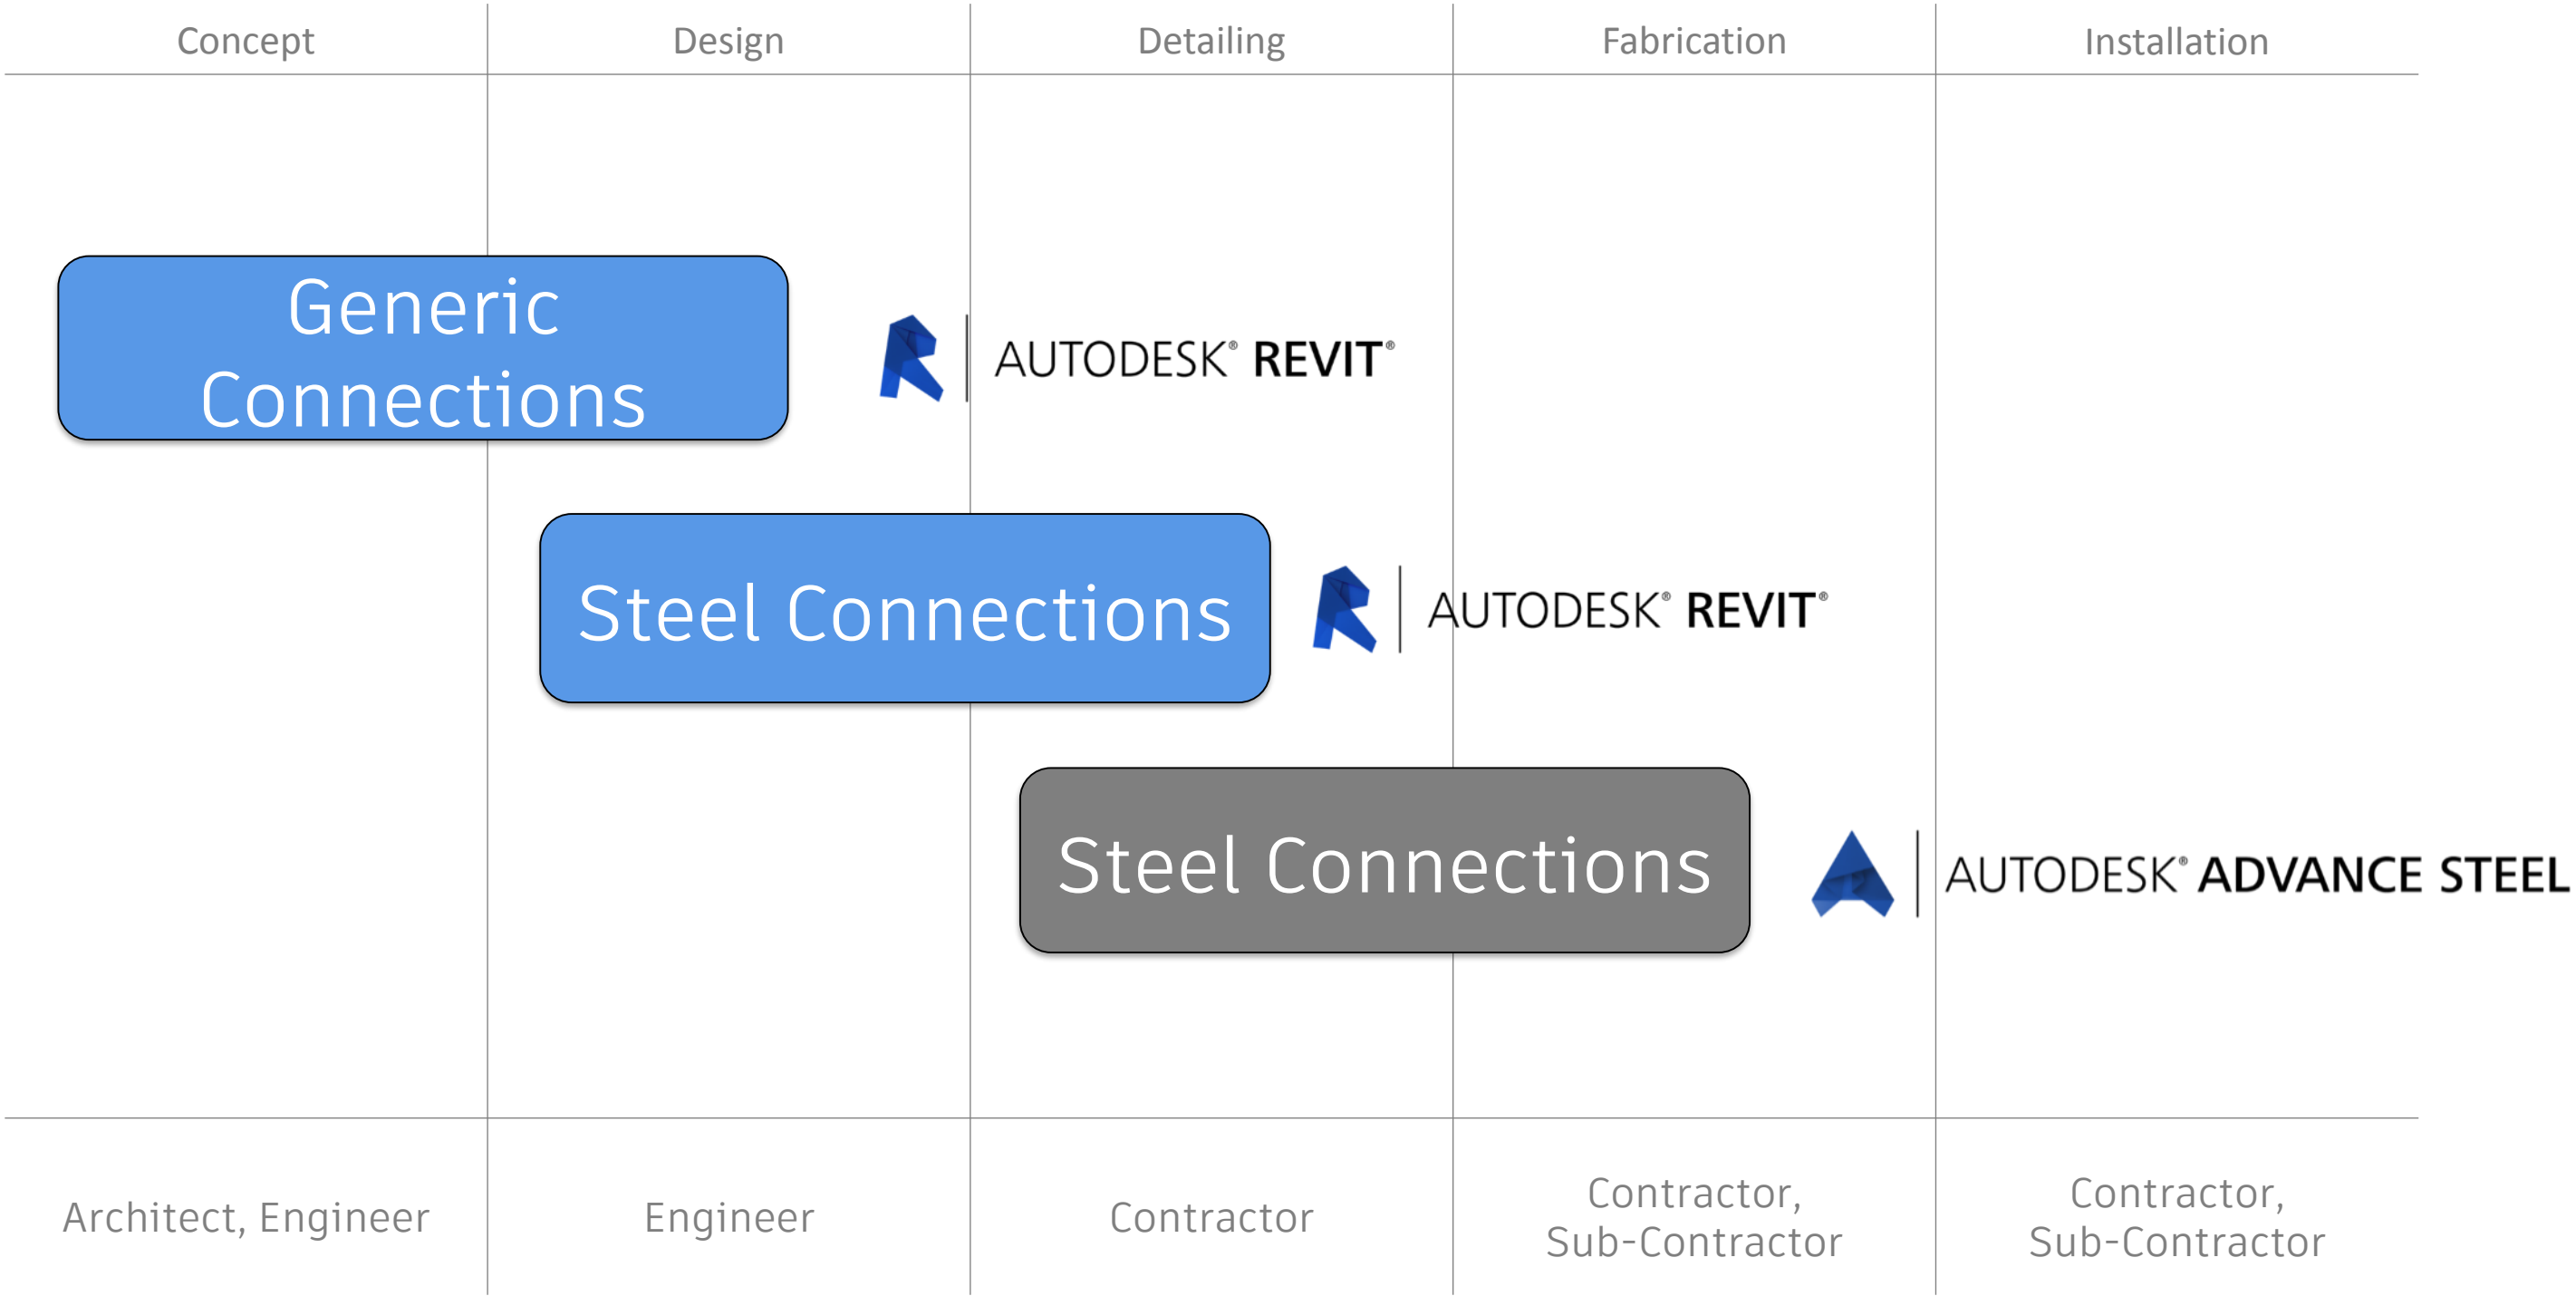 Concept
Design
Detailing
Fabrication
Installation
Generic
Connections
AUTODESK® REVIT®
Steel Connections
AUTODESK® REVIT®
Steel Connections
AUTODESK® ADVANCE STEEL
Architect, Engineer
Engineer
Contractor
Contractor,
Sub-Contractor
Contractor,
Sub-Contractor